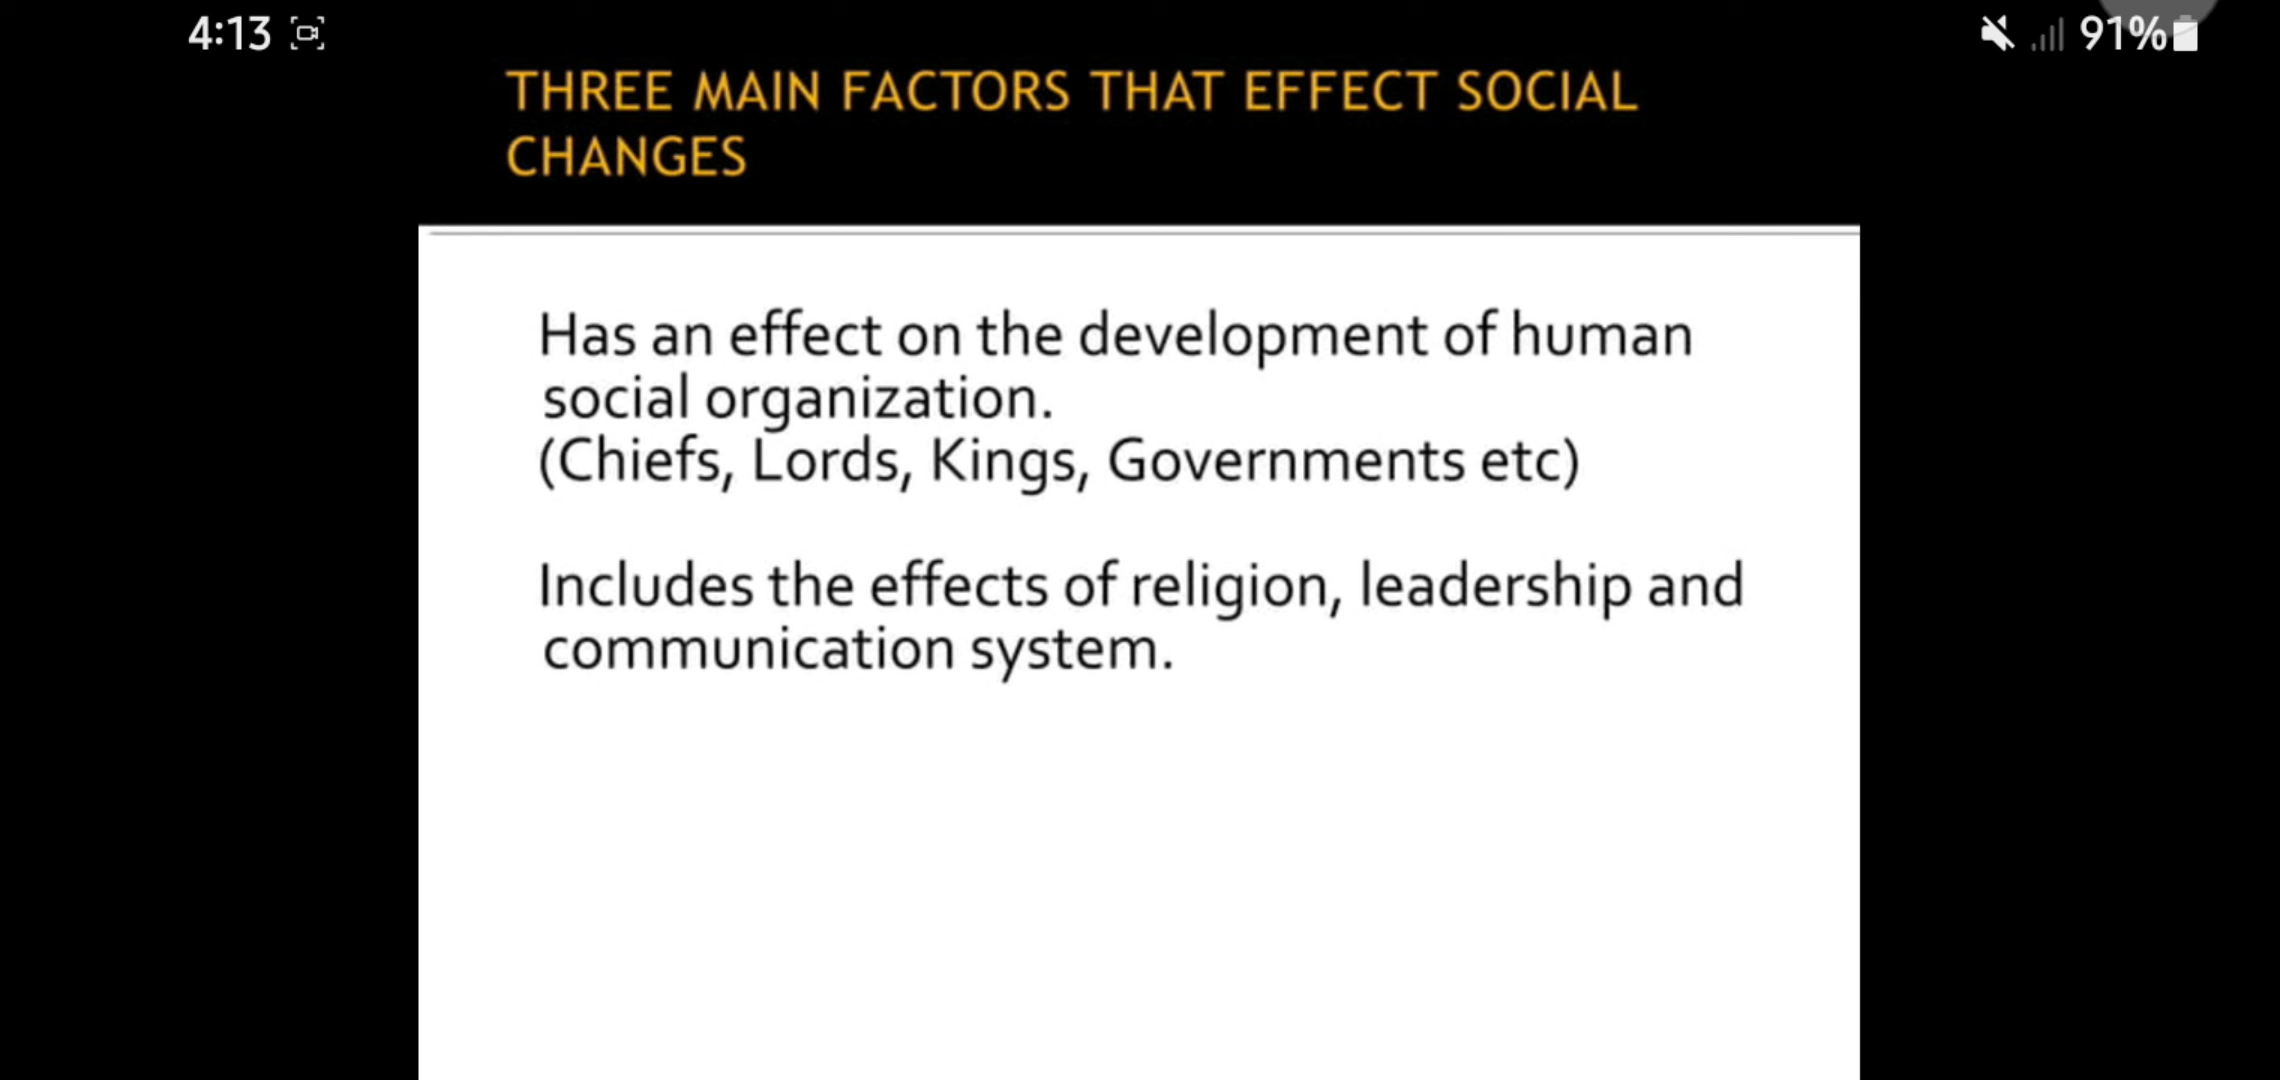 4:13
91%
THREE MAIN FACTORS THAT EFFECT SOCIAL
CHANGES
Has an effect on the development of human
social organization.
(Chiefs, Lords, Kings, Governments etc)
Includes the effects of religion, leadership and
communication system.